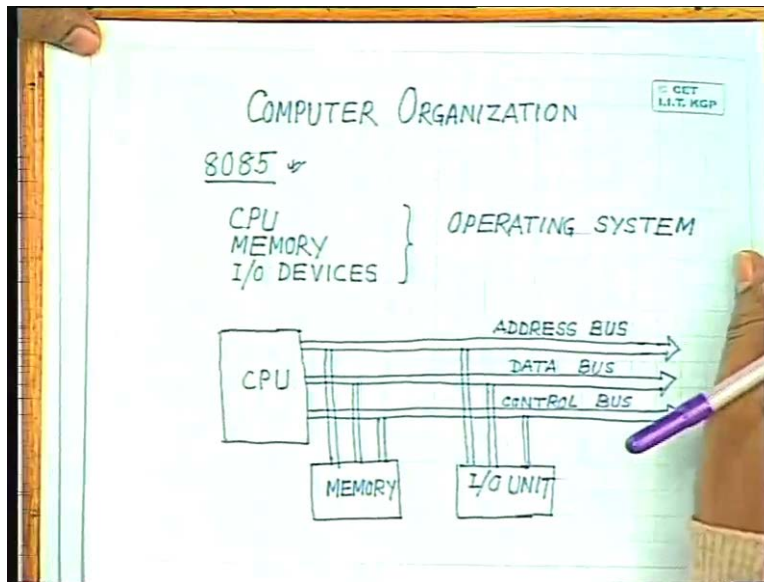 COMPUTER ORGANIZATION
© CET
I.I.T. KGP
8085
CPU
MEMORY
I/O DEVICES
OPERATING SYSTEM
ADDRESS BUS
DATA BUS
CONTROL BUS
CPU
MEMORY
I/O UNIT